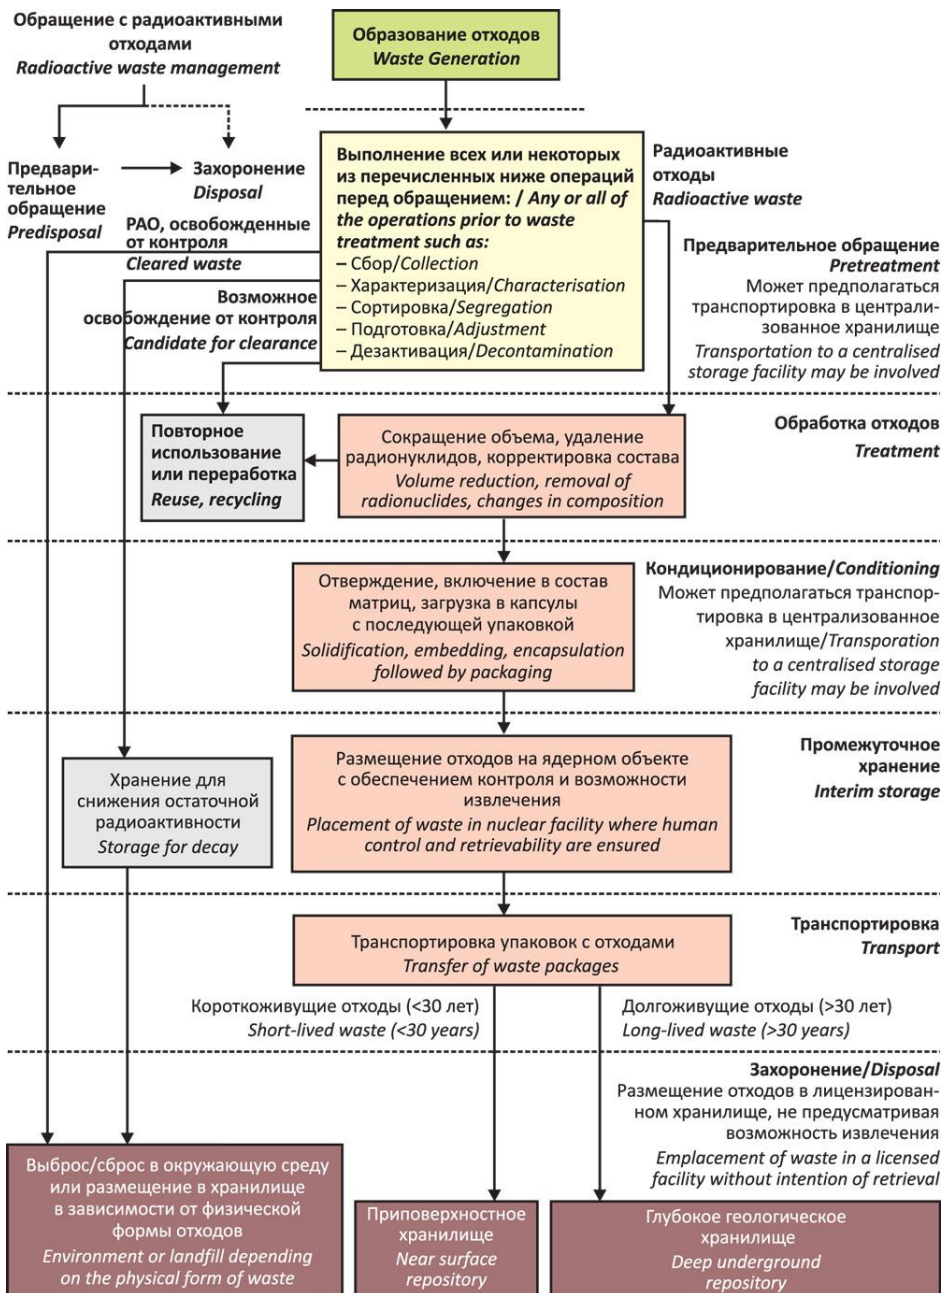 Обращение с радиоактивными
отходами
Radioactive waste management
Образование отходов
Waste Generation
Предвари-
тельное
обращение
Predisposal
Захоронение
Disposal
Выполнение всех или некоторых
из перечисленных ниже операций
перед обращением: / Any or all of
the operations prior to waste
treatment such as:
– Сбор/Collection
– Характеризация/Characterisation
– Сортировка/Segregation
– Подготовка/Adjustment
– Дезактивация/Decontamination
Радиоактивные
отходы
Radioactive waste
РАО, освобожденные
от контроля
Cleared waste
Возможное
освобождение от контроля
Candidate for clearance
Предварительное обращение
Pretreatment
Может предполагаться
транспортировка в централи-
зованное хранилище
Transportation to a centralised
storage facility may be involved
Повторное
использование
или переработка
Reuse, recycling
Сокращение объема, удаление
радионуклидов, корректировка состава
Volume reduction, removal of
radionuclides, changes in composition
Обработка отходов
Treatment
Отверждение, включение в состав
матриц, загрузка в капсулы
с последующей упаковкой
Solidification, embedding, encapsulation
followed by packaging
Кондиционирование/Conditioning
Может предполагаться транспор-
тировка в централизованное
хранилище/Transporation
to a centralised storage
facility may be involved
Хранение для
снижения остаточной
радиоактивности
Storage for decay
Размещение отходов на ядерном объекте
с обеспечением контроля и возможности
извлечения
Placement of waste in nuclear facility where human
control and retrievability are ensured
Промежуточное
хранение
Interim storage
Транспортировка упаковок с отходами
Transfer of waste packages
Транспортировка
Transport
Короткоживущие отходы (<30 лет)
Short-lived waste (<30 years)
Долгоживущие отходы (>30 лет)
Long-lived waste (>30 years)
Захоронение/Disposal
Размещение отходов в лицензирован-
ном хранилище, не предусматривая
возможность извлечения
Emplacement of waste in a licensed
facility without intention of retrieval
Выброс/сброс в окружающую среду
или размещение в хранилище
в зависимости от физической
формы отходов
Environment or landfill depending
on the physical form of waste
Приповерхностное
хранилище
Near surface
repository
Глубокое геологическое
хранилище
Deep underground
repository